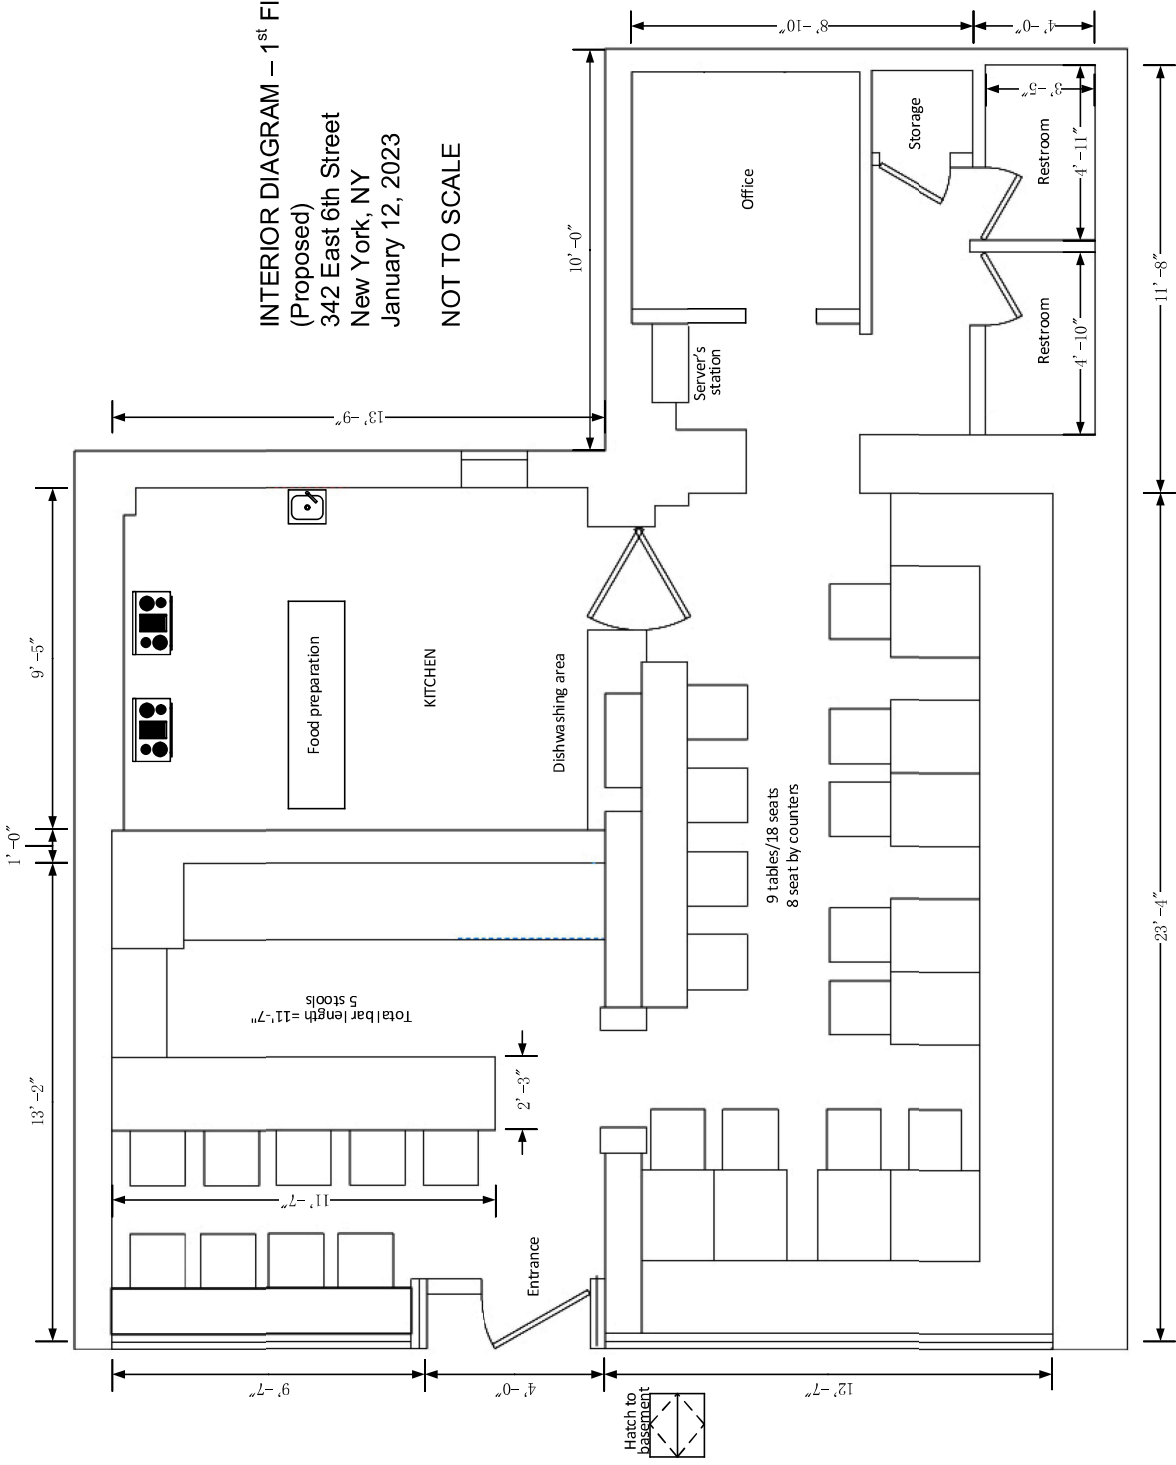 INTERIOR DIAGRAM – 1st Fl
(Proposed)
342 East 6th Street
New York, NY
January 12, 2023
NOT TO SCALE
8'-10"
4'-0"
3'-5"
4'-11"
4'-10"
11'-8"
23'-4"
10'-0"
13'-9"
9'-5"
1'-0"
13'-2"
Office
Storage
Restroom
Restroom
Server's
station
Food preparation
KITCHEN
Dishwashing area
9 tables/18 seats
8 seat by counters
Total bar length = 11'-7"
5 stools
2'-3"
11'-7"
Entrance
9'-7"
4'-0"
12'-7"
Hatch to
basement